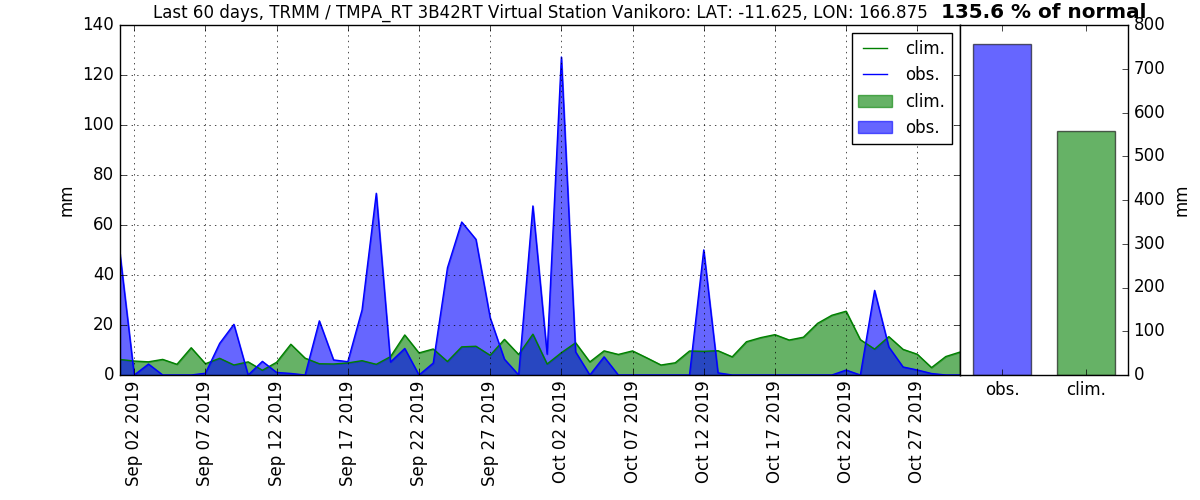 Last 60 days, TRMM / TMPA_RT 3B42RT Virtual Station Vanikoro: LAT: -11.625, LON: 166.875
135.6 % of normal
140
120
100
80
60
40
20
0
mm
clim.
obs.
clim.
obs.
Sep 02 2019
Sep 07 2019
Sep 12 2019
Sep 17 2019
Sep 22 2019
Sep 27 2019
Oct 02 2019
Oct 07 2019
Oct 12 2019
Oct 17 2019
Oct 22 2019
Oct 27 2019
800
700
600
500
400
300
200
100
0
mm
obs.
clim.